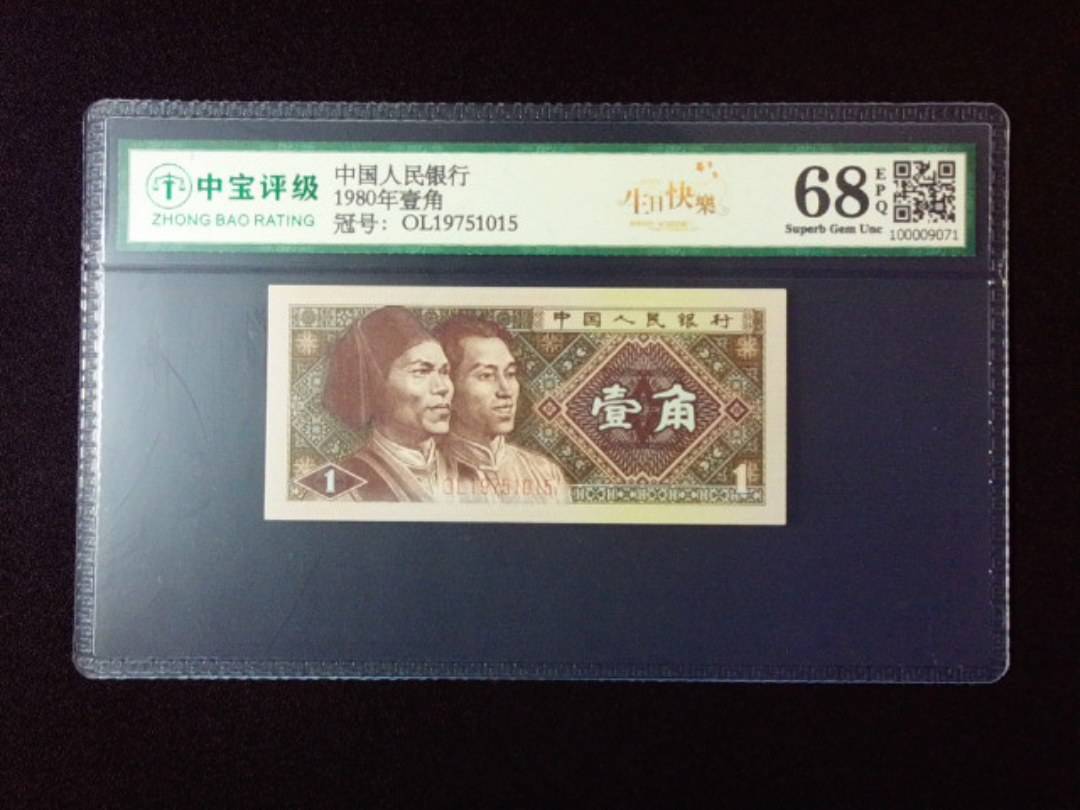 中宝评级
ZHONG BAO RATING
中国人民银行
1980年壹角
冠号: OL19751015
生日快樂
68
EPQ
Superb Gem Unc
100009071
中国人民银行
壹角
1
OL19751015
1